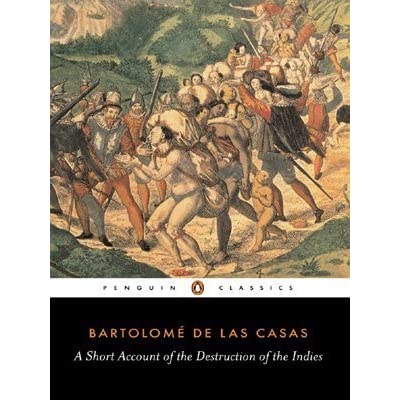 PENGUIN CLASSICS
BARTOLOMÉ DE LAS CASAS
A Short Account of the Destruction of the Indies